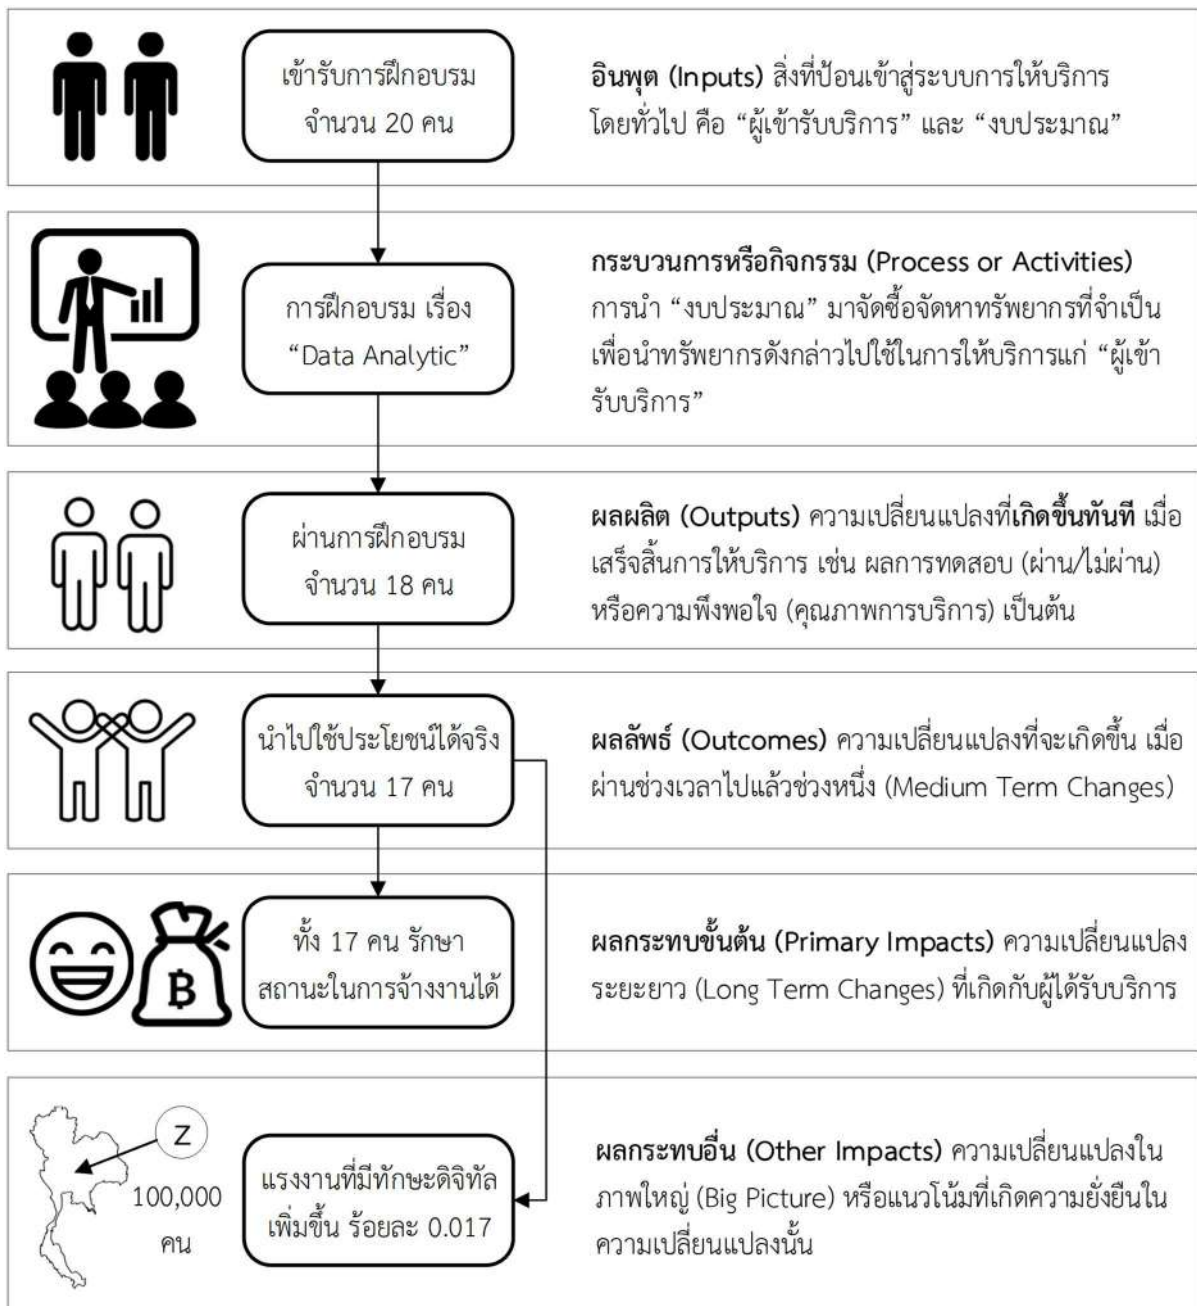 เข้ารับการฝึกอบรม
จำนวน 20 คน
อินพุต (Inputs) สิ่งที่ป้อนเข้าสู่ระบบการให้บริการ
โดยทั่วไป คือ “ผู้เข้ารับบริการ” และ “งบประมาณ”
การฝึกอบรม เรื่อง
“Data Analytic”
กระบวนการหรือกิจกรรม (Process or Activities)
การนำ “งบประมาณ” มาจัดซื้อจัดหาทรัพยากรที่จำเป็น
เพื่อนำทรัพยากรดังกล่าวไปใช้ในการให้บริการแก่ “ผู้เข้า
รับบริการ”
ผ่านการฝึกอบรม
จำนวน 18 คน
ผลผลิต (Outputs) ความเปลี่ยนแปลงที่เกิดขึ้นทันที เมื่อ
เสร็จสิ้นการให้บริการ เช่น ผลการทดสอบ (ผ่าน/ไม่ผ่าน)
หรือความพึงพอใจ (คุณภาพการบริการ) เป็นต้น
นำไปใช้ประโยชน์ได้จริง
จำนวน 17 คน
ผลลัพธ์ (Outcomes) ความเปลี่ยนแปลงที่จะเกิดขึ้น เมื่อ
ผ่านช่วงเวลาไปแล้วช่วงหนึ่ง (Medium Term Changes)
฿
ทั้ง 17 คน รักษา
สถานะในการจ้างงานได้
ผลกระทบขั้นต้น (Primary Impacts) ความเปลี่ยนแปลง
ระยะยาว (Long Term Changes) ที่เกิดกับผู้ได้รับบริการ
Z
100,000
คน
แรงงานที่มีทักษะดิจิทัล
เพิ่มขึ้น ร้อยละ 0.017
ผลกระทบอื่น (Other Impacts) ความเปลี่ยนแปลงใน
ภาพใหญ่ (Big Picture) หรือแนวโน้มที่เกิดความยั่งยืนใน
ความเปลี่ยนแปลงนั้น